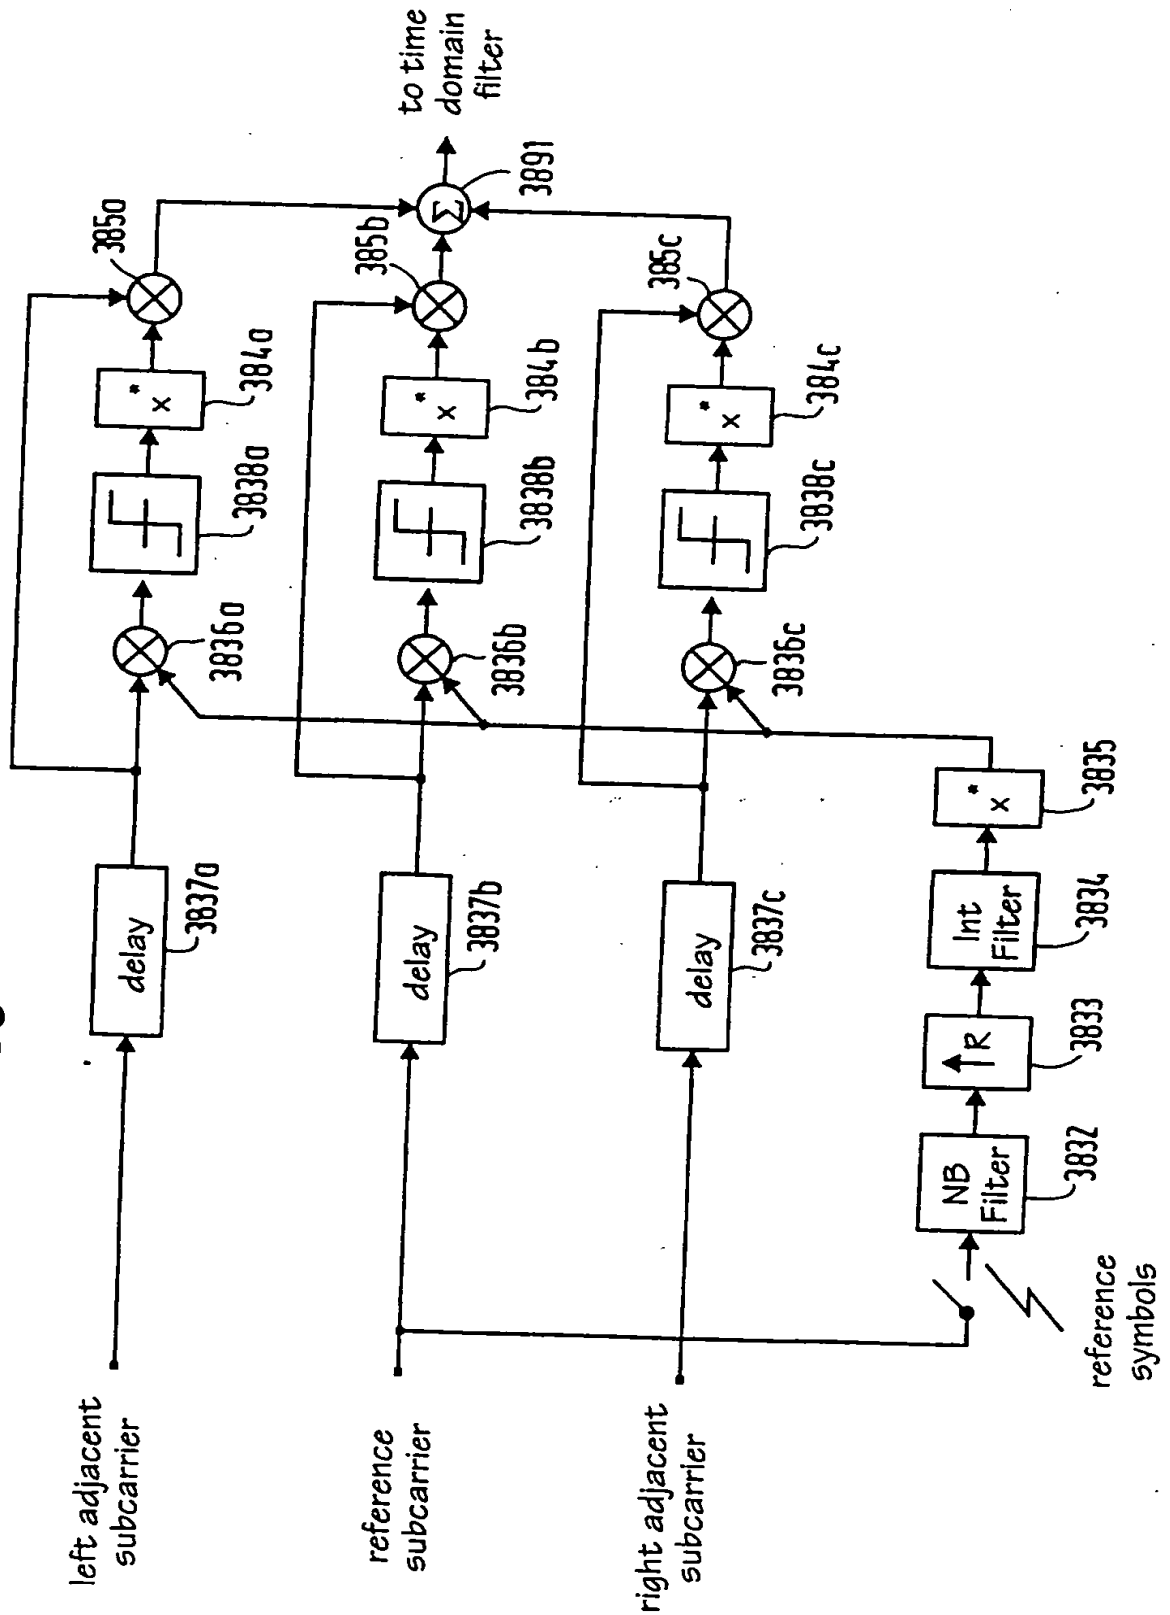 left adjacent
subcarrier
delay
3837a
3836a
3838a
x*
384a
385a
reference
subcarrier
delay
3837b
3836b
3838b
x*
384b
385b
Σ
3891
to time
domain
filter
right adjacent
subcarrier
delay
3837c
3836c
3838c
x*
384c
385c
reference
symbols
NB
Filter
3832
R
3833
Int
Filter
3834
x*
3835